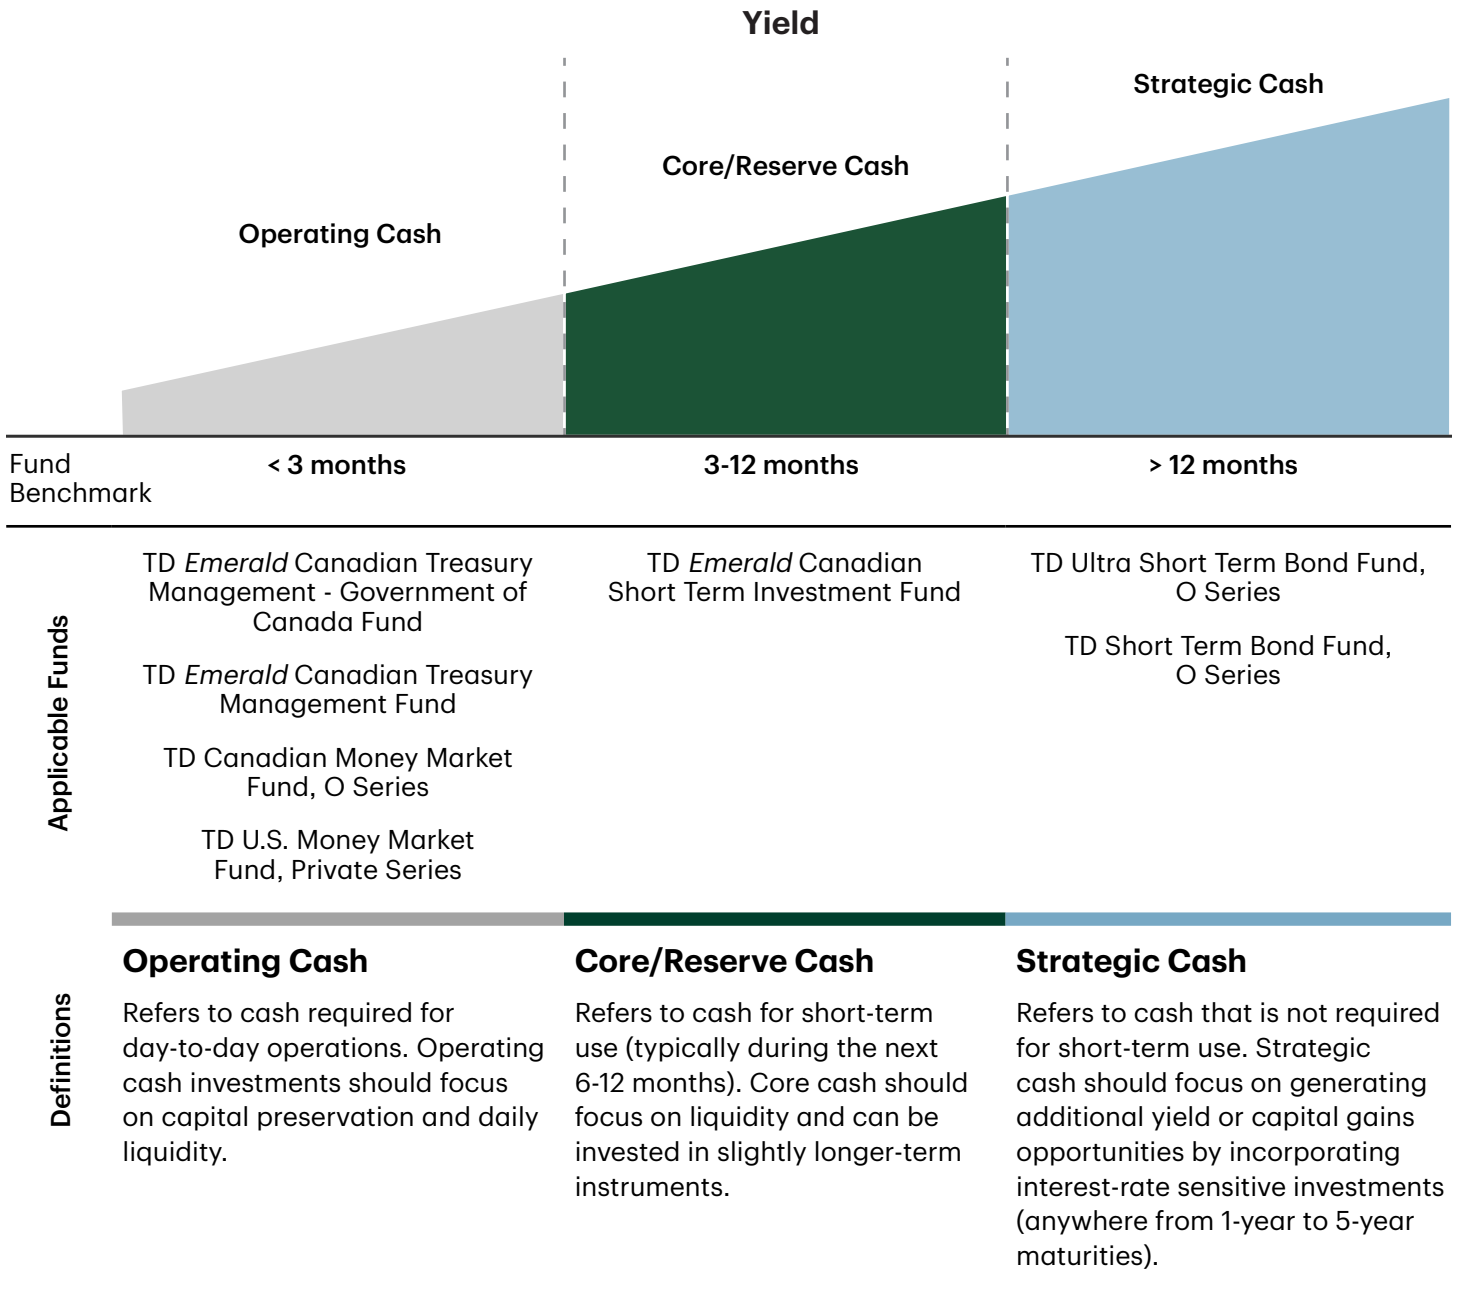 Yield
Strategic Cash
Core/Reserve Cash
Operating Cash
Fund
Benchmark
< 3 months
3-12 months
> 12 months
Applicable Funds
TD Emerald Canadian Treasury
Management - Government of
Canada Fund
TD Emerald Canadian Treasury
Management Fund
TD Canadian Money Market
Fund, O Series
TD U.S. Money Market
Fund, Private Series
TD Emerald Canadian
Short Term Investment Fund
TD Ultra Short Term Bond Fund,
O Series
TD Short Term Bond Fund,
O Series
Definitions
Operating Cash
Refers to cash required for
day-to-day operations. Operating
cash investments should focus
on capital preservation and daily
liquidity.
Core/Reserve Cash
Refers to cash for short-term
use (typically during the next
6-12 months). Core cash should
focus on liquidity and can be
invested in slightly longer-term
instruments.
Strategic Cash
Refers to cash that is not required
for short-term use. Strategic
cash should focus on generating
additional yield or capital gains
opportunities by incorporating
interest-rate sensitive investments
(anywhere from 1-year to 5-year
maturities).